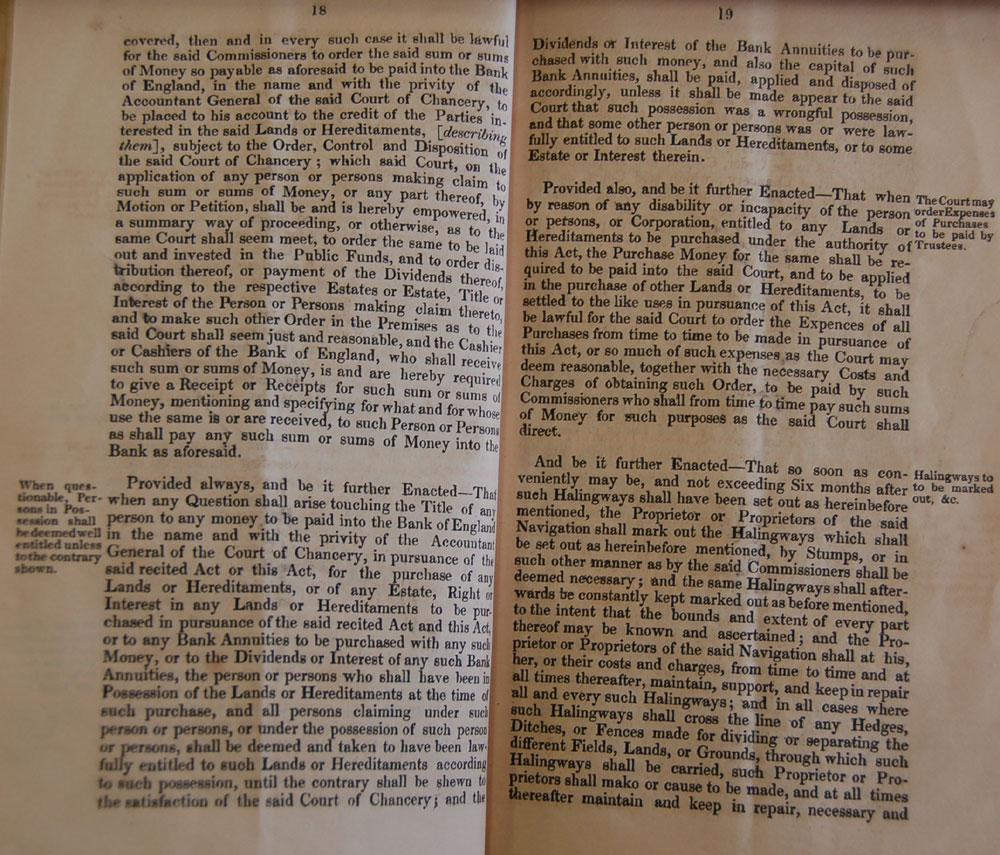 18
covered, then and in every such case it shall be lawful
for the said Commissioners to order the said sum or sums
of Money so payable as aforesaid to be paid into the Bank
of England, in the name and with the privity of the
Accountant General of the said Court of Chancery, to
be placed to his account to the credit of the Parties in-
terested in the said Lands or Hereditaments, [describing
them], subject to the Order, Control and Disposition of
the said Court of Chancery; which said Court, on the
application of any person or persons making claim to
such sum or sums of Money, or any part thereof, by
Motion or Petition, shall be and is hereby empowered, in
a summary way of proceeding, or otherwise, as to the
same Court shall seem meet, to order the same to be laid
out and invested in the Public Funds, and to order dis-
tribution thereof, or payment of the Dividends thereof,
according to the respective Estates or Estate, Title or
Interest of the Person or Persons making claim thereto,
and to make such other Order in the Premises as to the
said Court shall seem just and reasonable, and the Cashier
or Cashiers of the Bank of England, who shall receive
such sum or sums of Money, is and are hereby required
to give a Receipt or Receipts for such sum or sums of
Money, mentioning and specifying for what and for whose
use the same is or are received, to such Person or Persons
as shall pay any such sum or sums of Money into the
Bank as aforesaid.
When ques-
tionable, Per-
sons in Pos-
session shall
be deemed well
entitled unless
to the contrary
shown.
Provided always, and be it further Enacted—That
when any Question shall arise touching the Title of any
person to any money to be paid into the Bank of England
in the name and with the privity of the Accountant
General of the Court of Chancery, in pursuance of the
said recited Act or this Act, for the purchase of any
Lands or Hereditaments, or of any Estate, Right or
Interest in any Lands or Hereditaments to be pur-
chased in pursuance of the said recited Act and this Act,
or to any Bank Annuities to be purchased with any such
Money, or to the Dividends or Interest of any such Bank
Annuities, the person or persons who shall have been in
Possession of the Lands or Hereditaments at the time of
such purchase, and all persons claiming under such
person or persons, or under the possession of such person
or persons, shall be deemed and taken to have been law-
fully entitled to such Lands or Hereditaments according
to such possession, until the contrary shall be shewn to
the satisfaction of the said Court of Chancery; and the
19
Dividends or Interest of the Bank Annuities to be pur-
chased with such money, and also the capital of such
Bank Annuities, shall be paid, applied and disposed of
accordingly, unless it shall be made appear to the said
Court that such possession was a wrongful possession,
and that some other person or persons was or were law-
fully entitled to such Lands or Hereditaments, or to some
Estate or Interest therein.
Provided also, and be it further Enacted—That when
by reason of any disability or incapacity of the person
or persons, or Corporation, entitled to any Lands or
Hereditaments to be purchased under the authority of
this Act, the Purchase Money for the same shall be re-
quired to be paid into the said Court, and to be applied
in the purchase of other Lands or Hereditaments, to be
settled to the like uses in pursuance of this Act, it shall
be lawful for the said Court to order the Expences of all
Purchases from time to time to be made in pursuance of
this Act, or so much of such expenses as the Court may
deem reasonable, together with the necessary Costs and
Charges of obtaining such Order, to be paid by such
Commissioners who shall from time to time pay such sums
of Money for such purposes as the said Court shall
direct.
The Court may
order Expenses
of Purchases
to be paid by
Trustees.
And be it further Enacted—That so soon as con-
veniently may be, and not exceeding Six months after
such Halingways shall have been set out as hereinbefore
mentioned, the Proprietor or Proprietors of the said
Navigation shall mark out the Halingways which shall
be set out as hereinbefore mentioned, by Stumps, or in
such other manner as by the said Commissioners shall be
deemed necessary; and the same Halingways shall after-
wards be constantly kept marked out as before mentioned,
to the intent that the bounds and extent of every part
thereof may be known and ascertained; and the Pro-
prietor or Proprietors of the said Navigation shall at his,
her, or their costs and charges, from time to time and at
all times thereafter, maintain, support, and keep in repair
all and every such Halingways; and in all cases where
such Halingways shall cross the line of any Hedges,
Ditches, or Fences made for dividing or separating the
different Fields, Lands, or Grounds, through which such
Halingways shall be carried, such Proprietor or Pro-
prietors shall mako or cause to be made, and at all times
thereafter maintain and keep in repair, necessary and
Halingways to
be marked
out, &c.